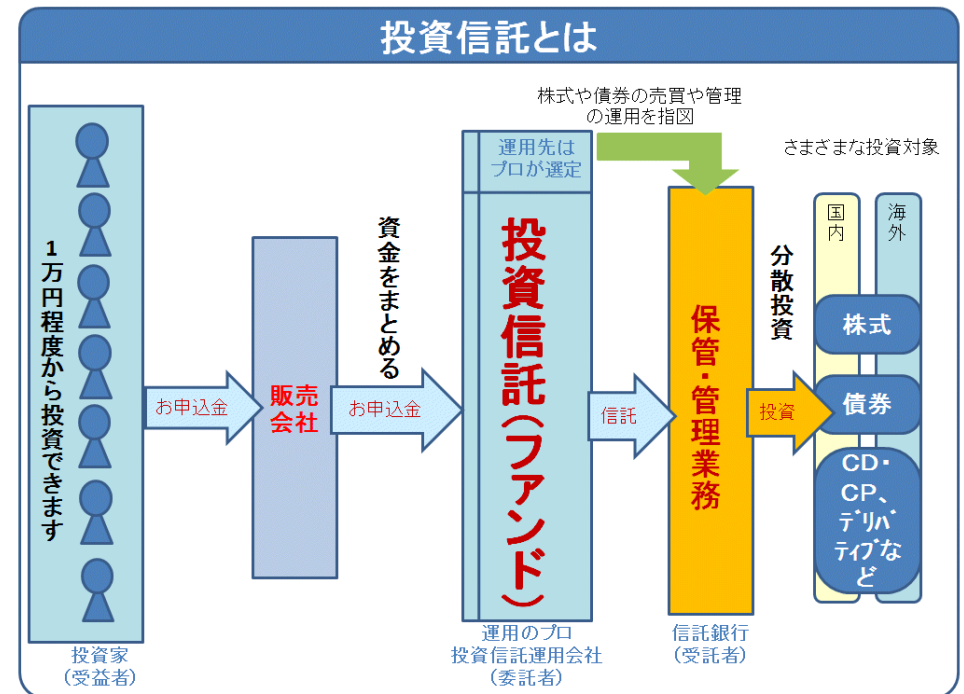 投資信託とは
株式や債券の売買や管理
の運用を指図
さまざまな投資対象
1万円程度から投資できます
お申込金
販売
会社
資金をまとめる
お申込金
運用先は
プロが選定
投資信託(ファンド)
信託
保管・管理業務
分散投資
投資
国内
海外
株式
債券
CD・
CP、
デリバ
ティブな
ど
投資家
(受益者)
運用のプロ
投資信託運用会社
(委託者)
信託銀行
(受託者)